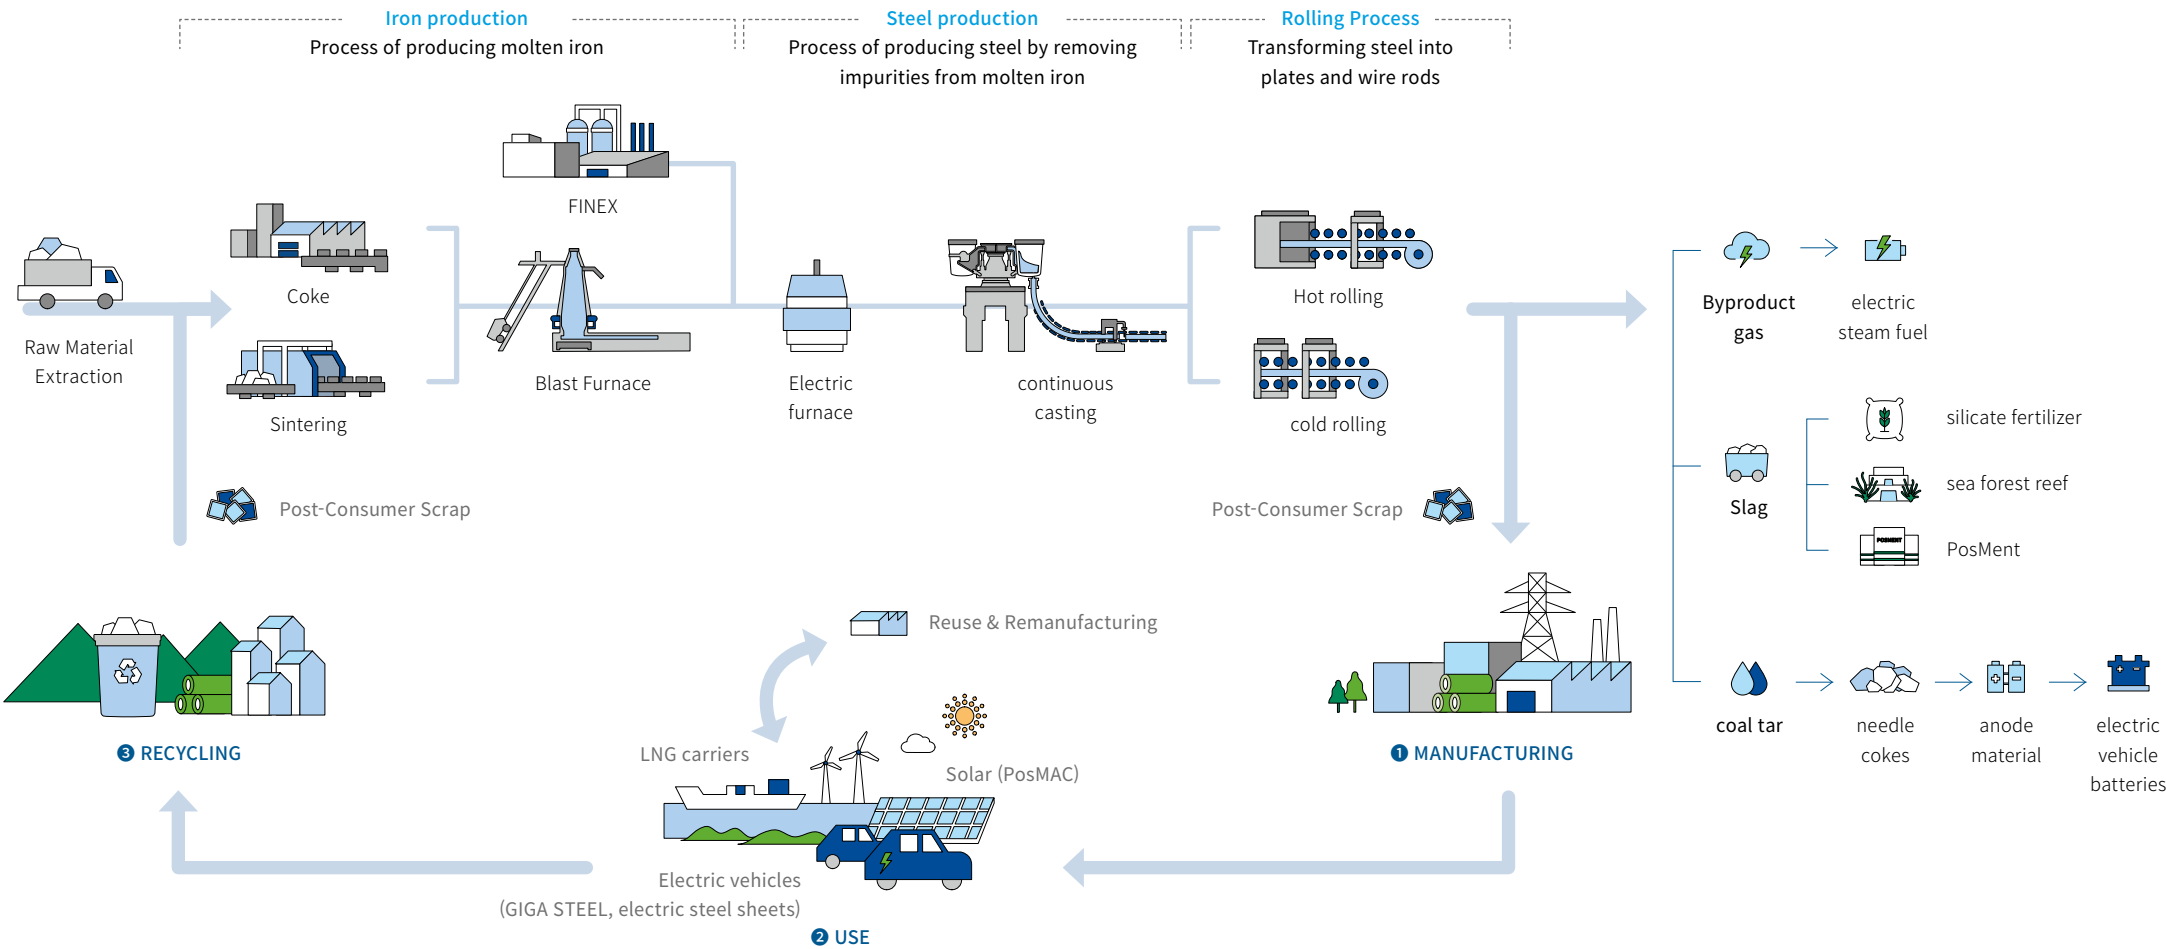 Iron production
Process of producing molten iron
Steel production
Process of producing steel by removing
impurities from molten iron
Rolling Process
Transforming steel into
plates and wire rods
FINEX
Raw Material
Extraction
Coke
Sintering
Blast Furnace
Electric
furnace
continuous
casting
Hot rolling
cold rolling
Byproduct
gas
electric
steam fuel
Slag
silicate fertilizer
sea forest reef
POSMENT
PosMent
coal tar
needle
cokes
anode
material
electric
vehicle
batteries
Post-Consumer Scrap
Post-Consumer Scrap
Reuse & Remanufacturing
1 MANUFACTURING
LNG carriers
Solar (PosMAC)
Electric vehicles
(GIGA STEEL, electric steel sheets)
2 USE
3 RECYCLING